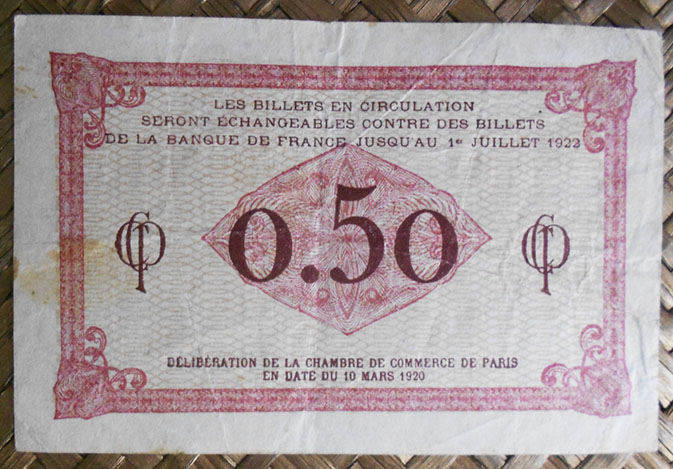 LES BILLETS EN CIRCULATION
SERONT ÉCHANGEABLES CONTRE DES BILLETS
DE LA BANQUE DE FRANCE JUSQU'AU 1er JUILLET 1922
0.50
DÉLIBÉRATION DE LA CHAMBRE DE COMMERCE DE PARIS
EN DATE DU 10 MARS 1920